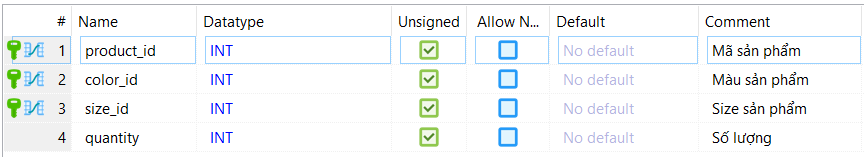 # Name Datatype Unsigned Allow N... Default Comment
1 product_id INT No default Mã sản phẩm
2 color_id INT No default Màu sản phẩm
3 size_id INT No default Size sản phẩm
4 quantity INT No default Số lượng